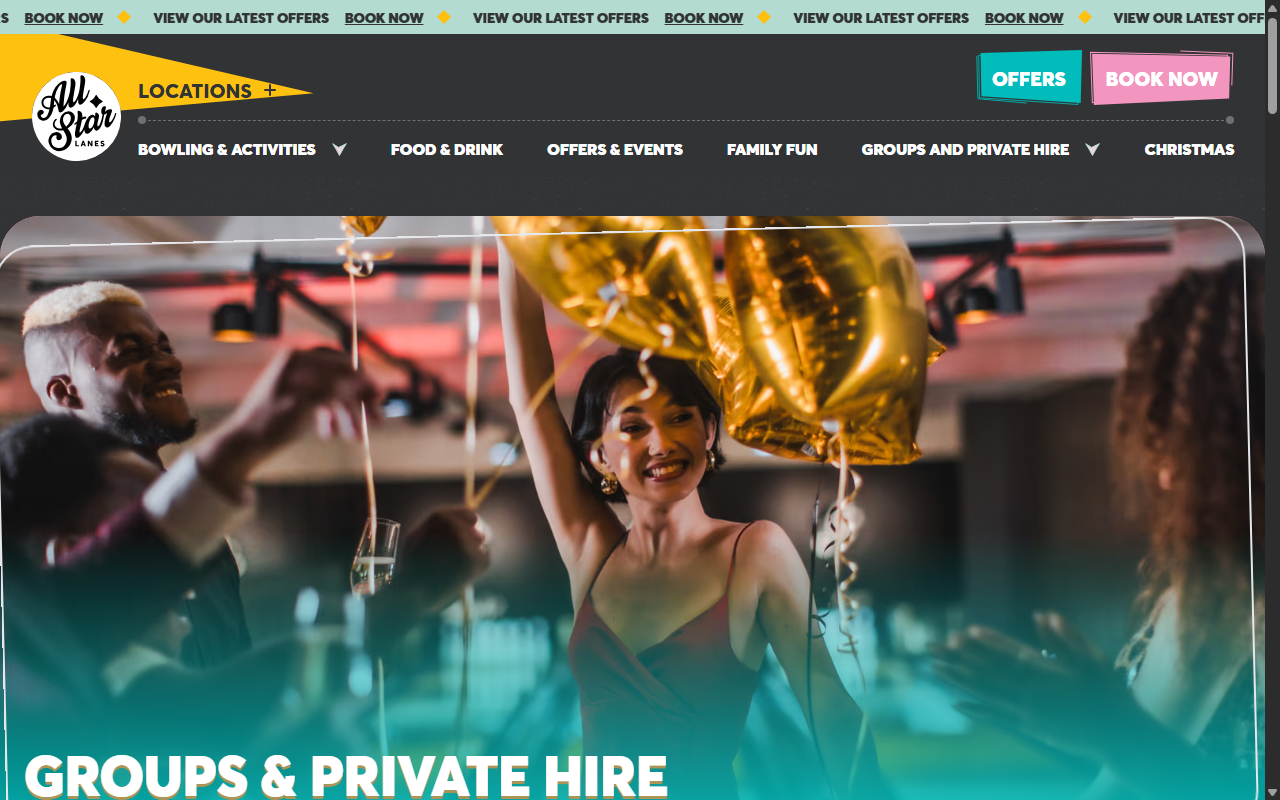 S BOOK NOW VIEW OUR LATEST OFFERS BOOK NOW VIEW OUR LATEST OFFERS BOOK NOW VIEW OUR LATEST OFFERS BOOK NOW VIEW OUR LATEST OFF
All Star LANES
LOCATIONS +
OFFERS
BOOK NOW
BOWLING & ACTIVITIES FOOD & DRINK OFFERS & EVENTS FAMILY FUN GROUPS AND PRIVATE HIRE CHRISTMAS
GROUPS & PRIVATE HIRE